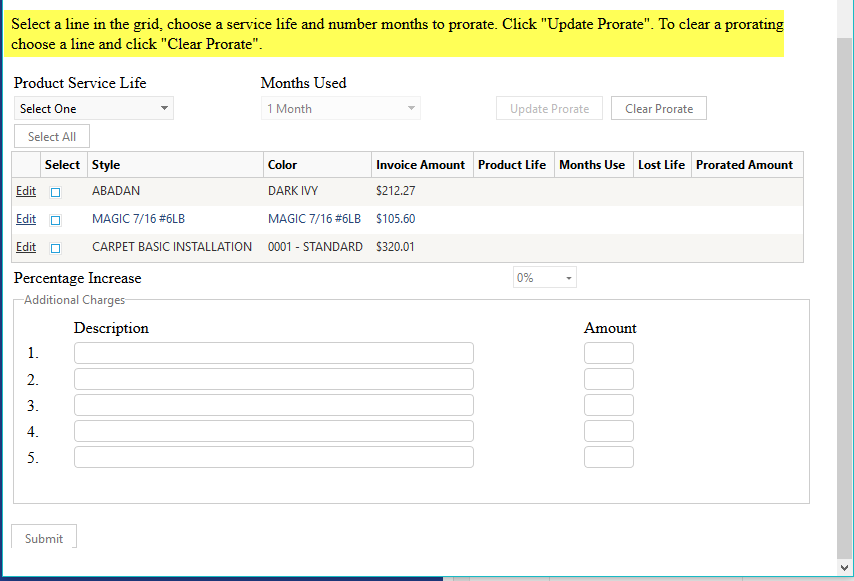 Select a line in the grid, choose a service life and number months to prorate. Click "Update Prorate". To clear a prorating
choose a line and click "Clear Prorate".
Product Service Life Months Used
Select One 1 Month Update Prorate Clear Prorate
Select All
Select Style Color Invoice Amount Product Life Months Use Lost Life Prorated Amount
Edit ABADAN DARK IVY $212.27
Edit MAGIC 7/16 #6LB MAGIC 7/16 #6LB $105.60
Edit CARPET BASIC INSTALLATION 0001 - STANDARD $320.01
Percentage Increase 0%
Additional Charges
Description Amount
1.
2.
3.
4.
5.
Submit